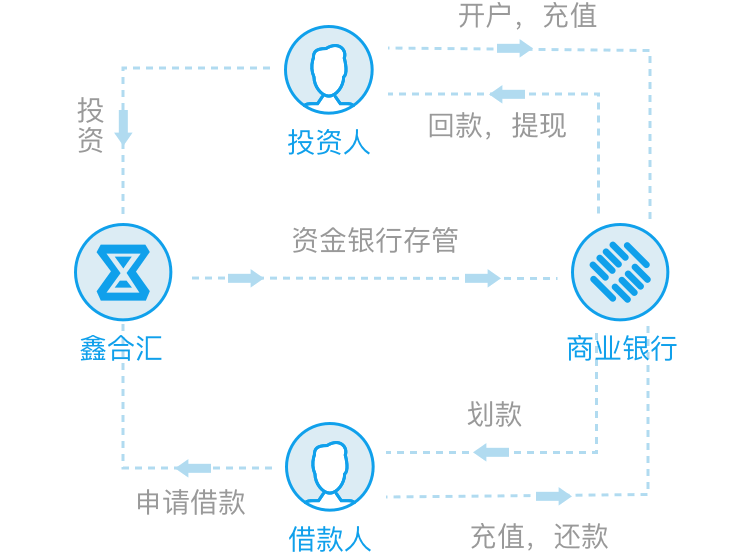 开户，充值
投资
回款，提现
投资人
资金银行存管
鑫合汇
商业银行
划款
申请借款
借款人
充值，还款